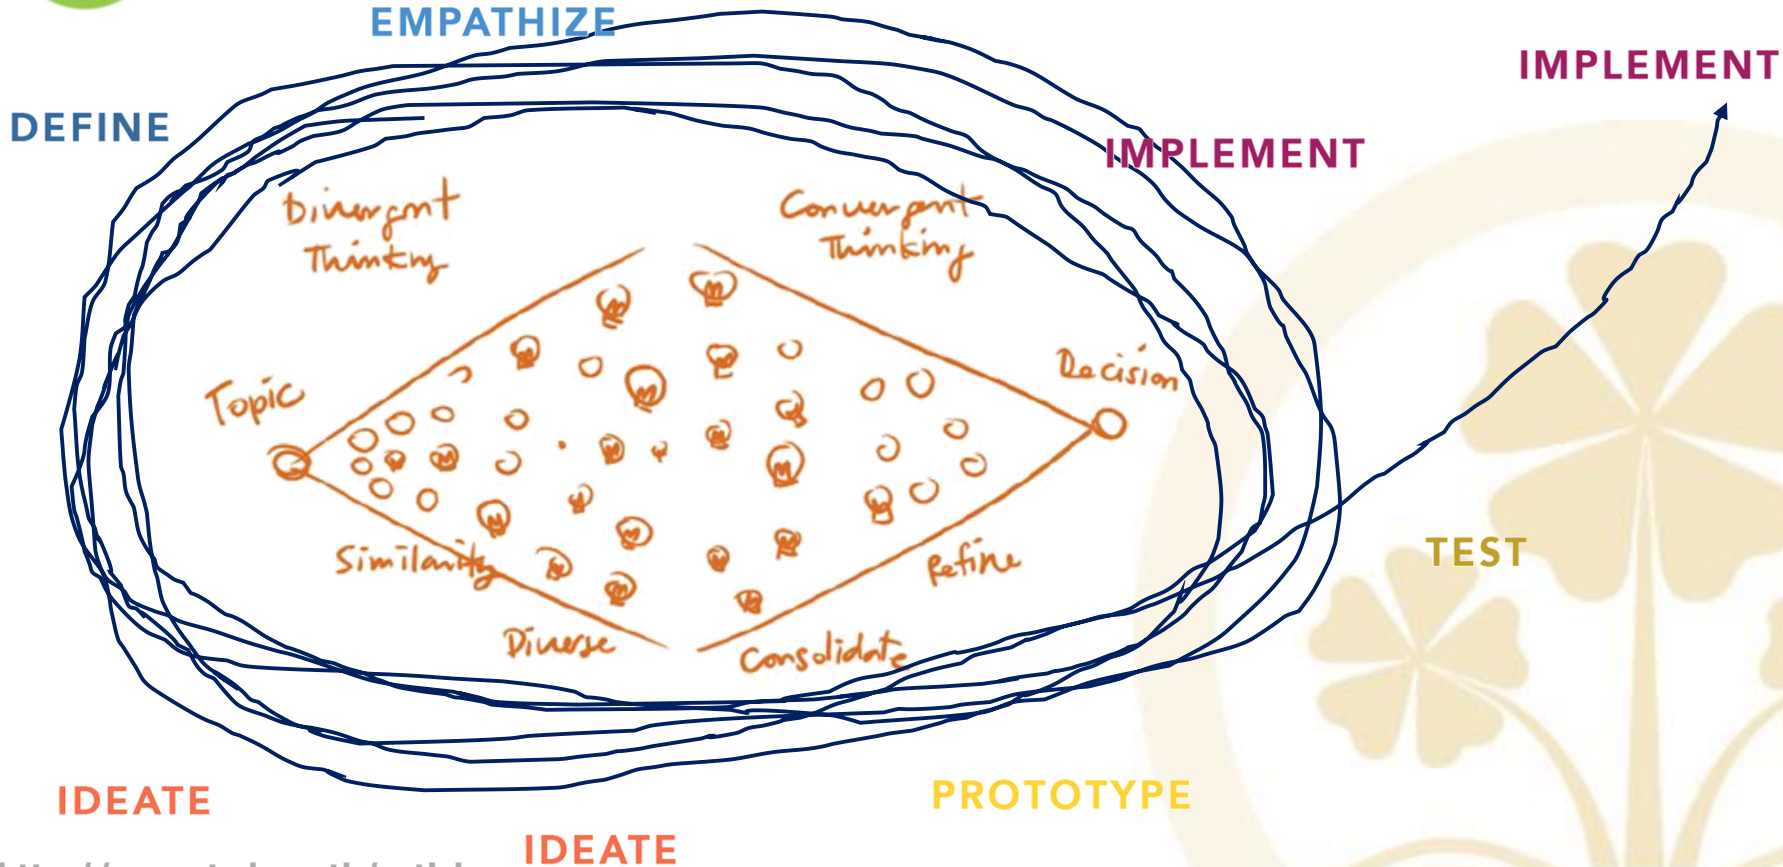 EMPATHIZE
IMPLEMENT
DEFINE
IMPLEMENT
Divergent
Thinking
Convergent
Thinking
Topic
Decision
Similarity
Refine
Diverse
Consolidate
TEST
IDEATE
PROTOTYPE
IDEATE